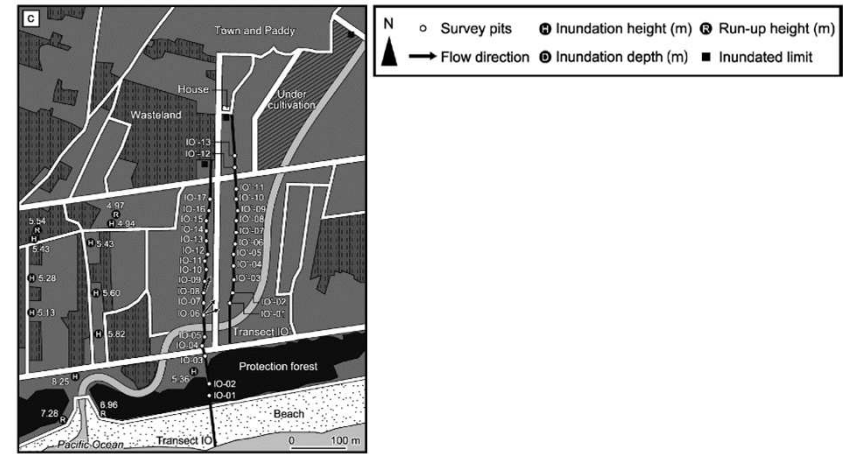 C
Town and Paddy
House
Under
cultivation
Wasteland
IO'-13
IO'-12
IO'-11
IO'-10
IO'-09
IO'-08
IO'-07
IO'-06
IO'-05
IO'-04
IO'-03
IO'-02
IO'-01
IO-17
IO-16
IO-15
IO-14
IO-13
IO-12
IO-11
IO-10
IO-09
IO-08
IO-07
IO-06
IO-05
IO-04
IO-03
IO-02
IO-01
4.97
R
H 4.94
5.54
R
H
5.43
H 5.43
H 5.28
H 5.60
H 5.13
H 5.82
Transect IO'
Protection forest
5.36 H
8.25 H
7.28 R
6.96
R
Beach
Pacific Ocean
Transect IO
0 100 m
N
Survey pits
H Inundation height (m)
R Run-up height (m)
Flow direction
D Inundation depth (m)
Inundated limit